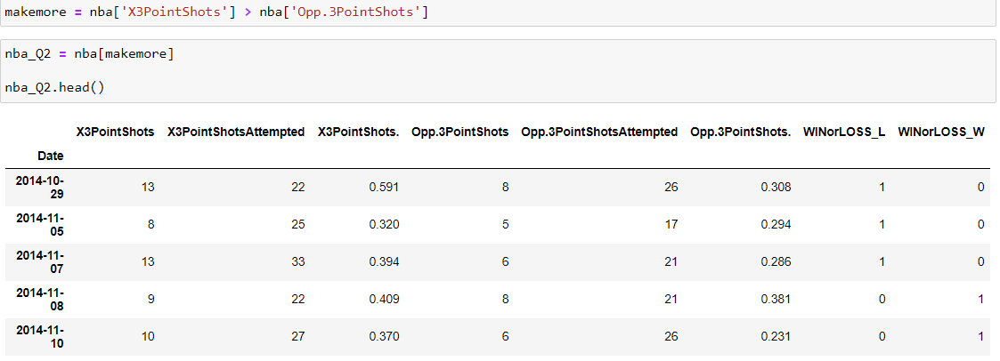 makemore = nba['X3PointShots'] > nba['Opp.3PointShots']
nba_Q2 = nba[makemore]
nba_Q2.head()
X3PointShots X3PointShotsAttempted X3PointShots. Opp.3PointShots Opp.3PointShotsAttempted Opp.3PointShots. WINorLOSS_L WINorLOSS_W
Date
2014-10-
29 13 22 0.591 8 26 0.308 1 0
2014-11-
05 8 25 0.320 5 17 0.294 1 0
2014-11-
07 13 33 0.394 6 21 0.286 1 0
2014-11-
08 9 22 0.409 8 21 0.381 0 1
2014-11-
10 10 27 0.370 6 26 0.231 0 1